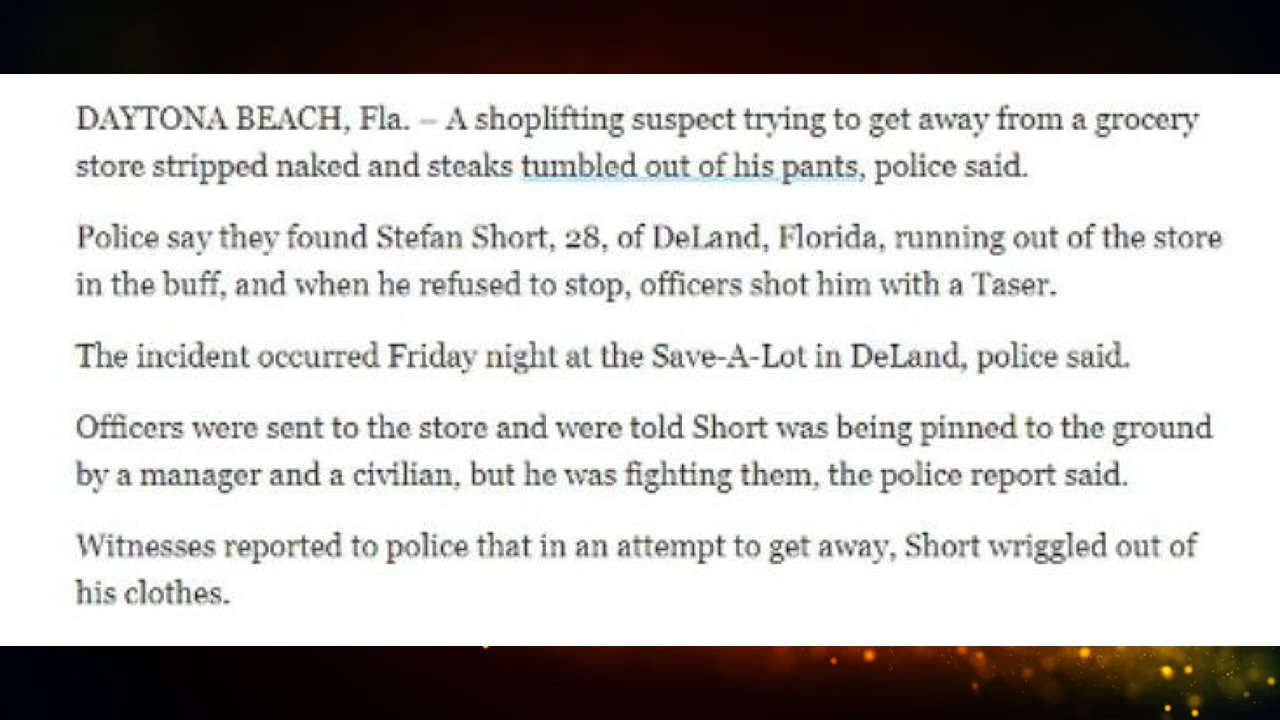 DAYTONA BEACH, Fla. – A shoplifting suspect trying to get away from a grocery
store stripped naked and steaks tumbled out of his pants, police said.
Police say they found Stefan Short, 28, of DeLand, Florida, running out of the store
in the buff, and when he refused to stop, officers shot him with a Taser.
The incident occurred Friday night at the Save-A-Lot in DeLand, police said.
Officers were sent to the store and were told Short was being pinned to the ground
by a manager and a civilian, but he was fighting them, the police report said.
Witnesses reported to police that in an attempt to get away, Short wriggled out of
his clothes.